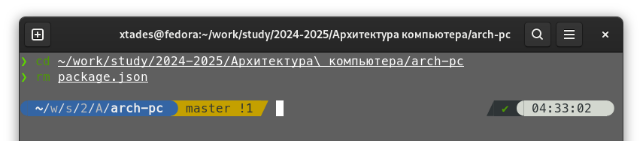 xtades@fedora:~/work/study/2024-2025/Архитектура компьютера/arch-pc
❯ cd ~/work/study/2024-2025/Архитектура\ компьютера/arch-pc
❯ rm package.json
~/w/s/2/А/arch-pc master !1 ✔ 04:33:02